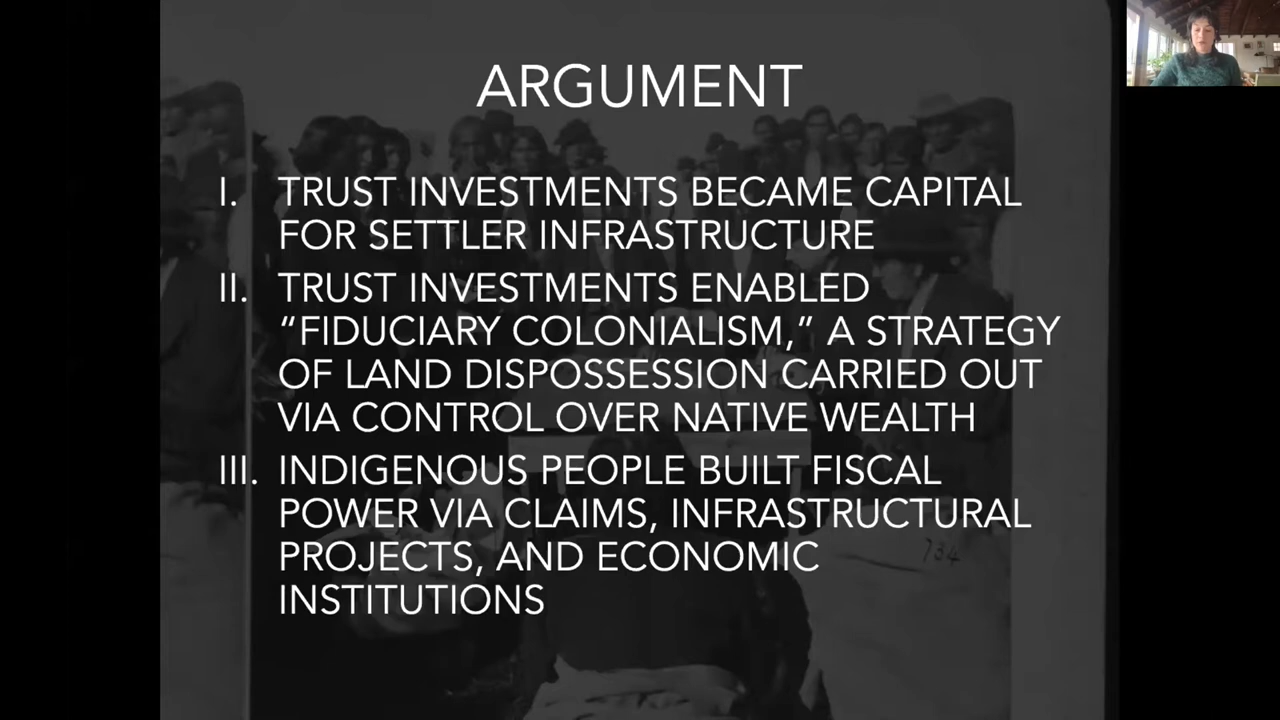 ARGUMENT
I. TRUST INVESTMENTS BECAME CAPITAL
FOR SETTLER INFRASTRUCTURE
II. TRUST INVESTMENTS ENABLED
“FIDUCIARY COLONIALISM,” A STRATEGY
OF LAND DISPOSSESSION CARRIED OUT
VIA CONTROL OVER NATIVE WEALTH
III. INDIGENOUS PEOPLE BUILT FISCAL
POWER VIA CLAIMS, INFRASTRUCTURAL
PROJECTS, AND ECONOMIC
INSTITUTIONS
734